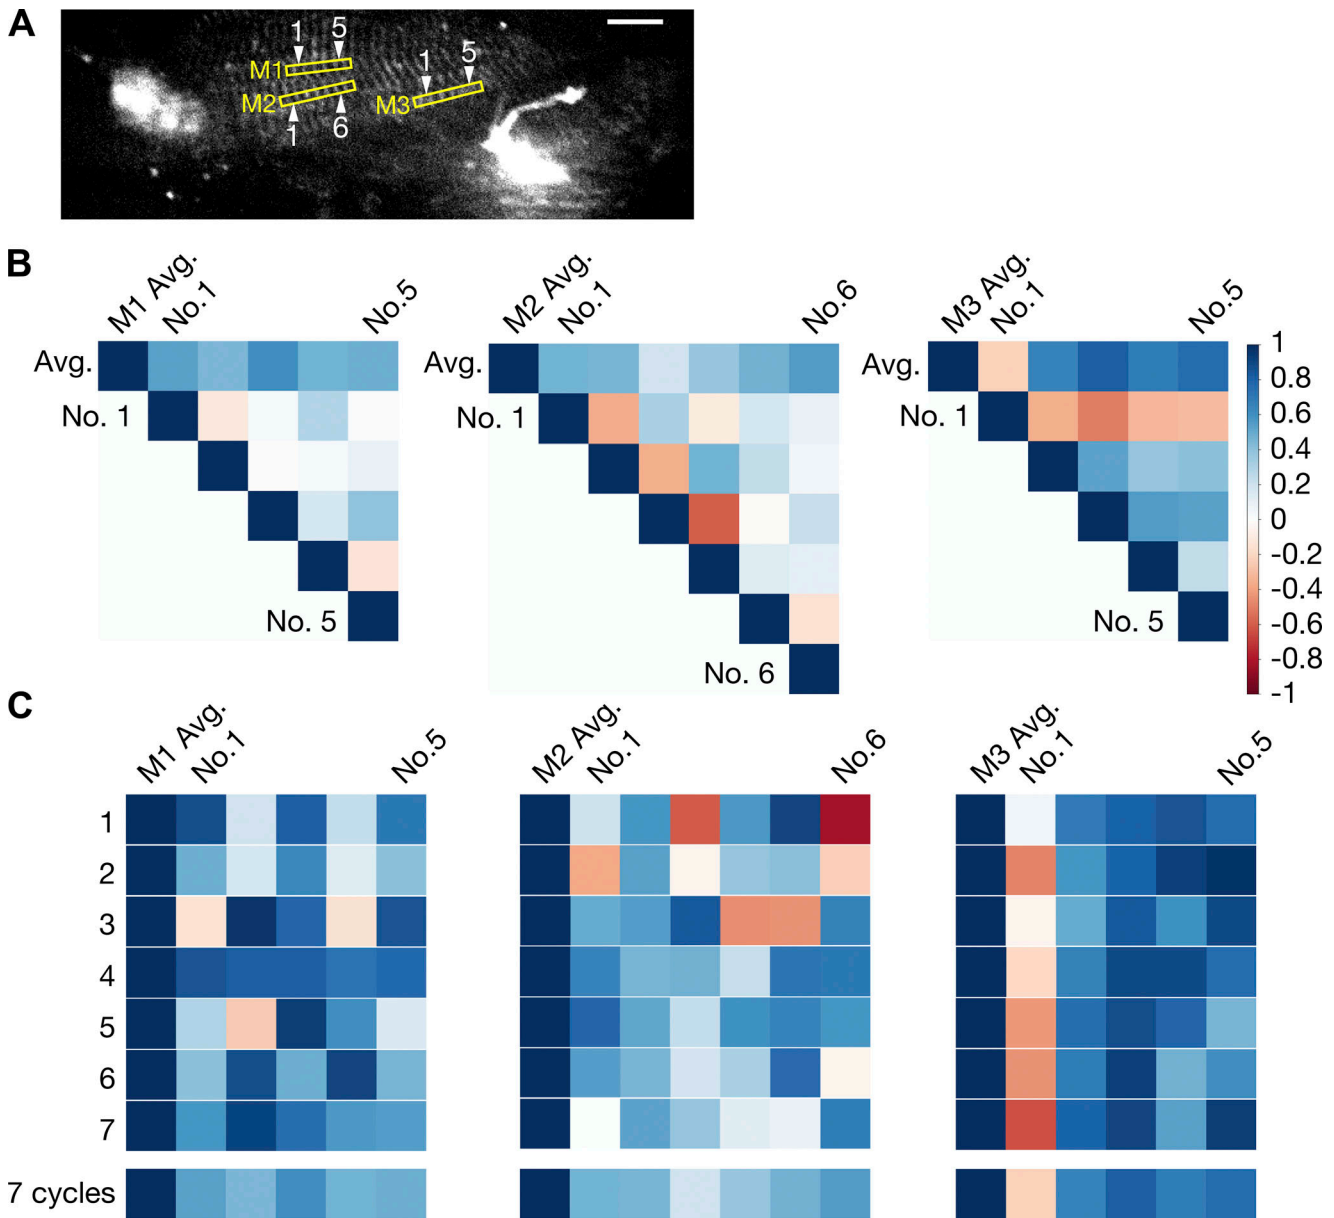 A
1 5
M1
M2
1 6
1 5
M3
B
M1 Avg.
No.1
No.5
Avg.
No. 1
No. 5
M2 Avg.
No.1
No.6
Avg.
No. 1
No. 6
M3 Avg.
No.1
No.5
Avg.
No. 1
No. 5
1
0.8
0.6
0.4
0.2
0
-0.2
-0.4
-0.6
-0.8
-1
C
M1 Avg.
No.1
No.5
M2 Avg.
No.1
No.6
M3 Avg.
No.1
No.5
1
2
3
4
5
6
7
7 cycles